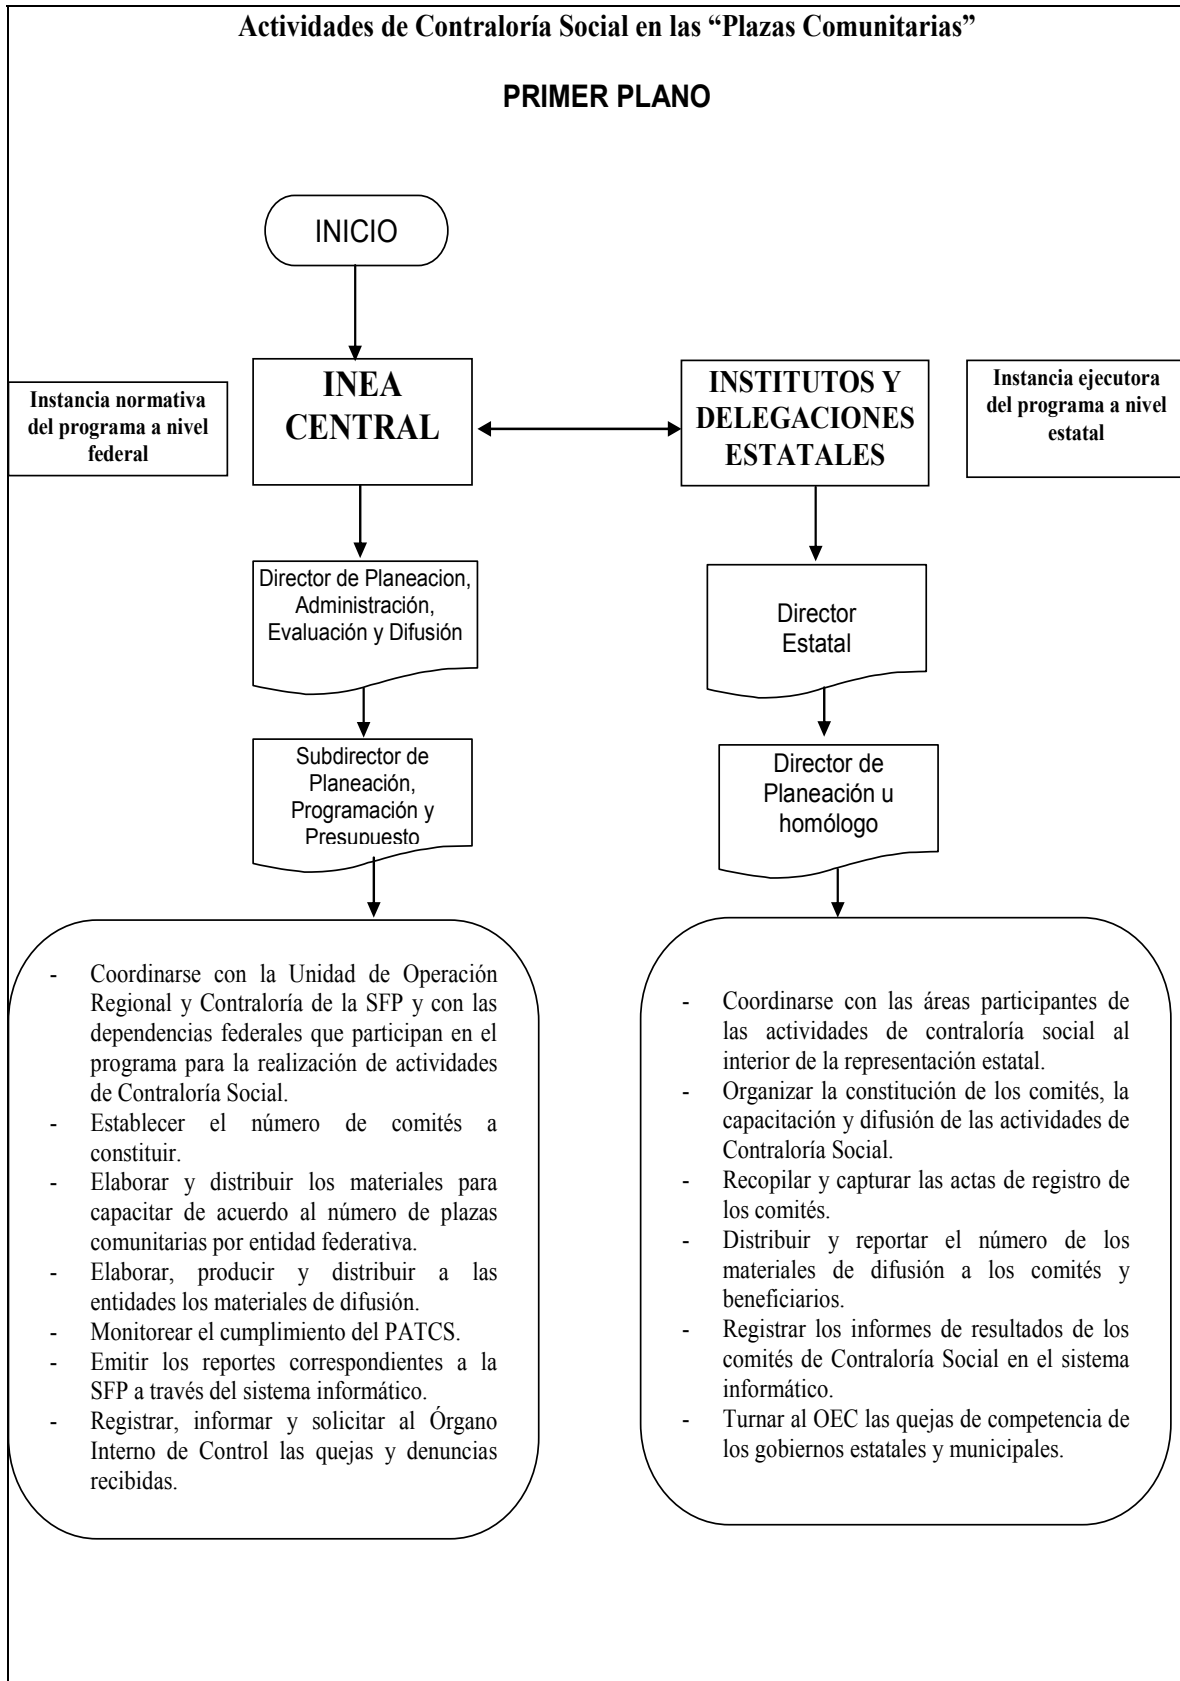 Actividades de Contraloría Social en las “Plazas Comunitarias”
PRIMER PLANO
INICIO
Instancia normativa
del programa a nivel
federal
INEA
CENTRAL
INSTITUTOS Y
DELEGACIONES
ESTATALES
Instancia ejecutora
del programa a nivel
estatal
Director de Planeacion,
Administración,
Evaluación y Difusión
Director
Estatal
Subdirector de
Planeación,
Programación y
Presupuesto
Director de
Planeación u
homólogo
- Coordinarse con la Unidad de Operación
Regional y Contraloría de la SFP y con las
dependencias federales que participan en el
programa para la realización de actividades
de Contraloría Social.
- Establecer el número de comités a
constituir.
- Elaborar y distribuir los materiales para
capacitar de acuerdo al número de plazas
comunitarias por entidad federativa.
- Elaborar, producir y distribuir a las
entidades los materiales de difusión.
- Monitorear el cumplimiento del PATCS.
- Emitir los reportes correspondientes a la
SFP a través del sistema informático.
- Registrar, informar y solicitar al Órgano
Interno de Control las quejas y denuncias
recibidas.
- Coordinarse con las áreas participantes de
las actividades de contraloría social al
interior de la representación estatal.
- Organizar la constitución de los comités, la
capacitación y difusión de las actividades de
Contraloría Social.
- Recopilar y capturar las actas de registro de
los comités.
- Distribuir y reportar el número de los
materiales de difusión a los comités y
beneficiarios.
- Registrar los informes de resultados de los
comités de Contraloría Social en el sistema
informático.
- Turnar al OEC las quejas de competencia de
los gobiernos estatales y municipales.